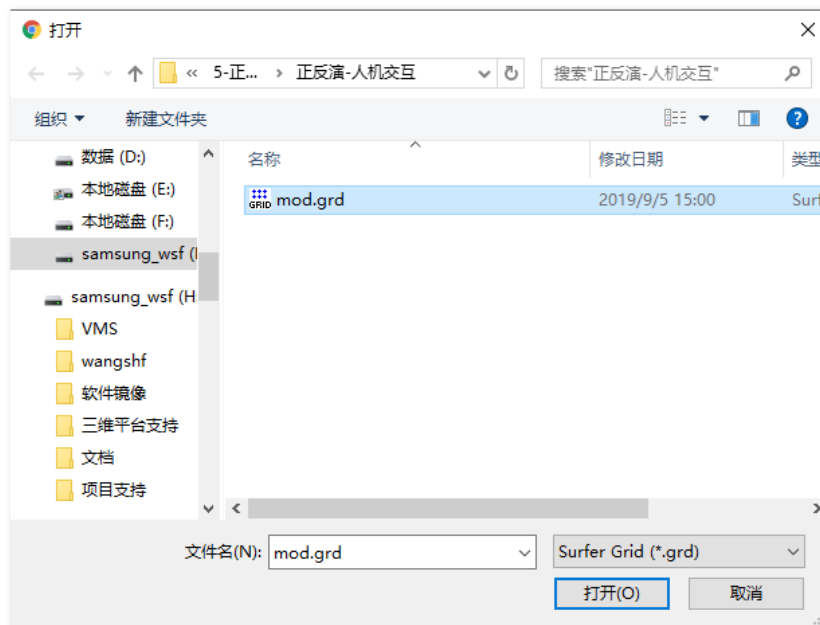 打开
« 5-正... › 正反演-人机交互
搜索"正反演-人机交互"
组织
新建文件夹
数据 (D:)
本地磁盘 (E:)
本地磁盘 (F:)
samsung_wsf (
samsung_wsf (H:
VMS
wangshf
软件镜像
三维平台支持
文档
项目支持
名称
修改日期
类型
GRID mod.grd
2019/9/5 15:00
Surf
文件名(N): mod.grd
Surfer Grid (*.grd)
打开(O)
取消